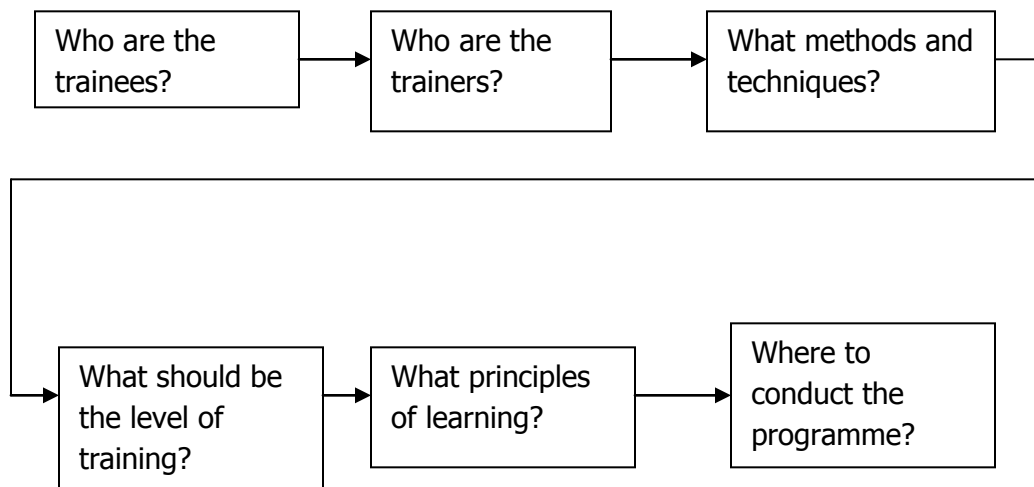 Who are the
trainees?
Who are the
trainers?
What methods and
techniques?
What should be
the level of
training?
What principles
of learning?
Where to
conduct the
programme?